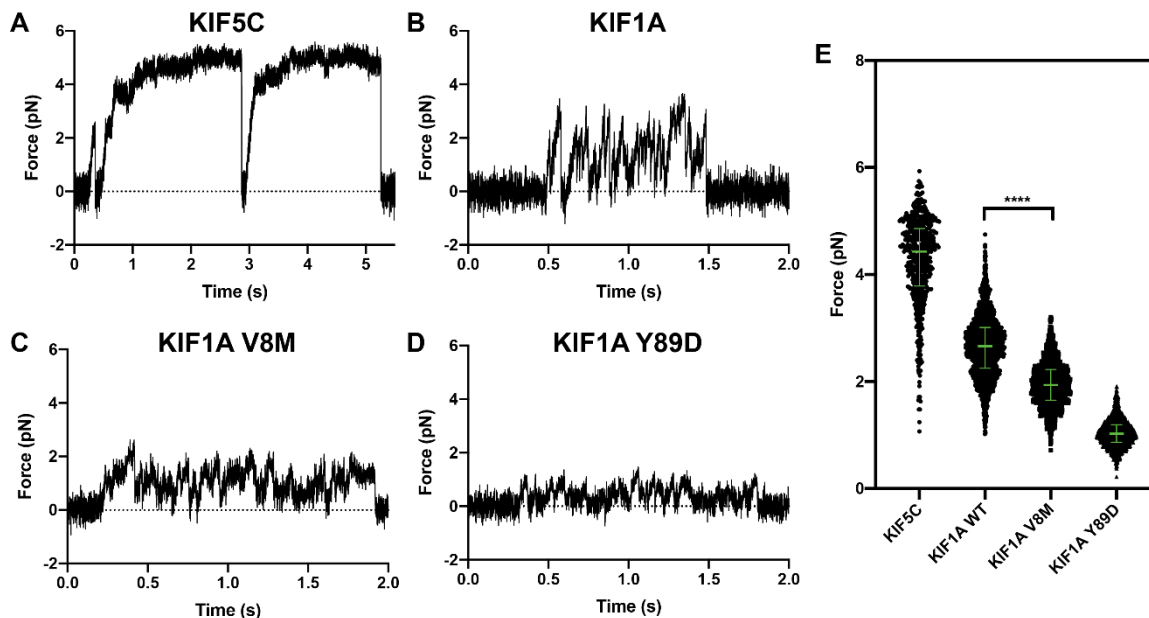 A
KIF5C
Force (pN)
6
4
2
0
-2
0
1
2
3
4
5
Time (s)
B
KIF1A
Force (pN)
6
4
2
0
-2
0.0
0.5
1.0
1.5
2.0
Time (s)
C
KIF1A V8M
Force (pN)
6
4
2
0
-2
0.0
0.5
1.0
1.5
2.0
Time (s)
D
KIF1A Y89D
Force (pN)
6
4
2
0
-2
0.0
0.5
1.0
1.5
2.0
Time (s)
E
Force (pN)
8
6
4
2
0
****
KIF5C
KIF1A WT
KIF1A V8M
KIF1A Y89D